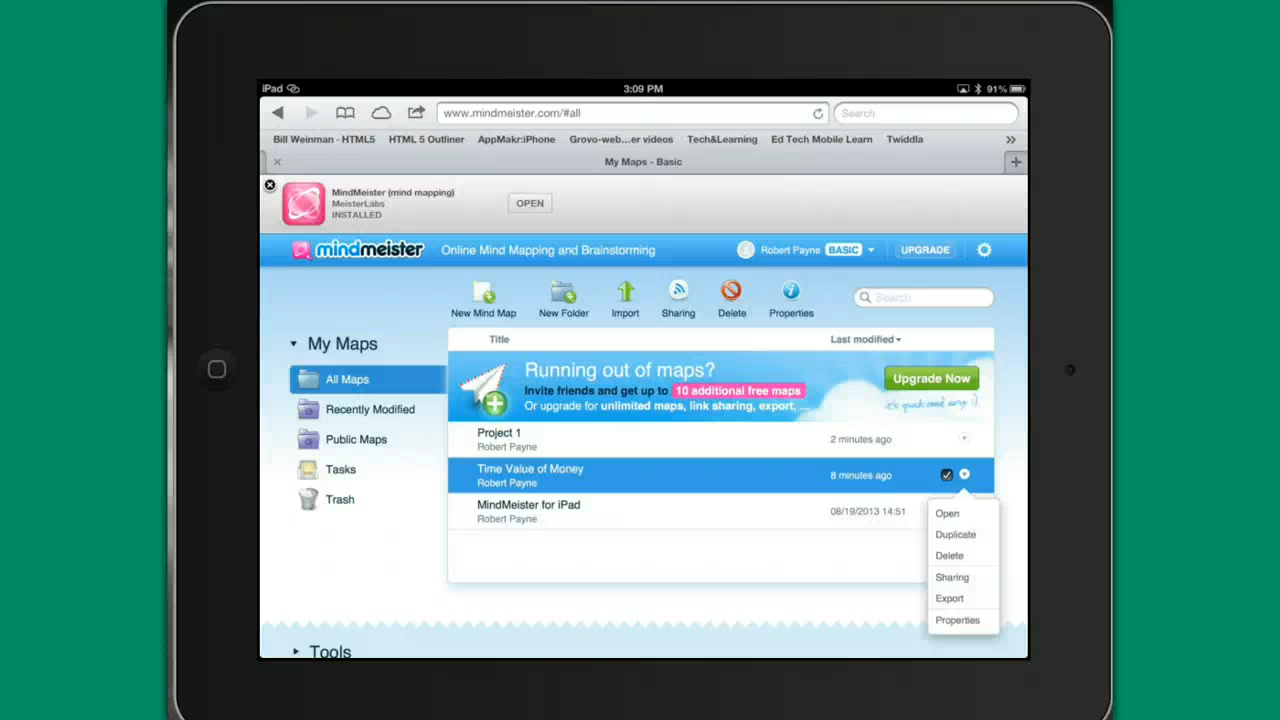 iPad 3:09 PM 91%
www.mindmeister.com/#all Search
Bill Weinman - HTML5 HTML 5 Outliner AppMakr:iPhone Grovo-web...er videos Tech&Learning Ed Tech Mobile Learn Twiddla
My Maps - Basic
MindMeister (mind mapping)
MeisterLabs
INSTALLED
OPEN
mindmeister Online Mind Mapping and Brainstorming Robert Payne BASIC UPGRADE
New Mind Map New Folder Import Sharing Delete Properties Search
My Maps
All Maps
Recently Modified
Public Maps
Tasks
Trash
Title Last modified
Running out of maps?
Invite friends and get up to 10 additional free maps
Or upgrade for unlimited maps, link sharing, export, ...
Upgrade Now
it's quick and easy :)
Project 1
Robert Payne
2 minutes ago
Time Value of Money
Robert Payne
8 minutes ago
MindMeister for iPad
Robert Payne
08/19/2013 14:51
Open
Duplicate
Delete
Sharing
Export
Properties
Tools